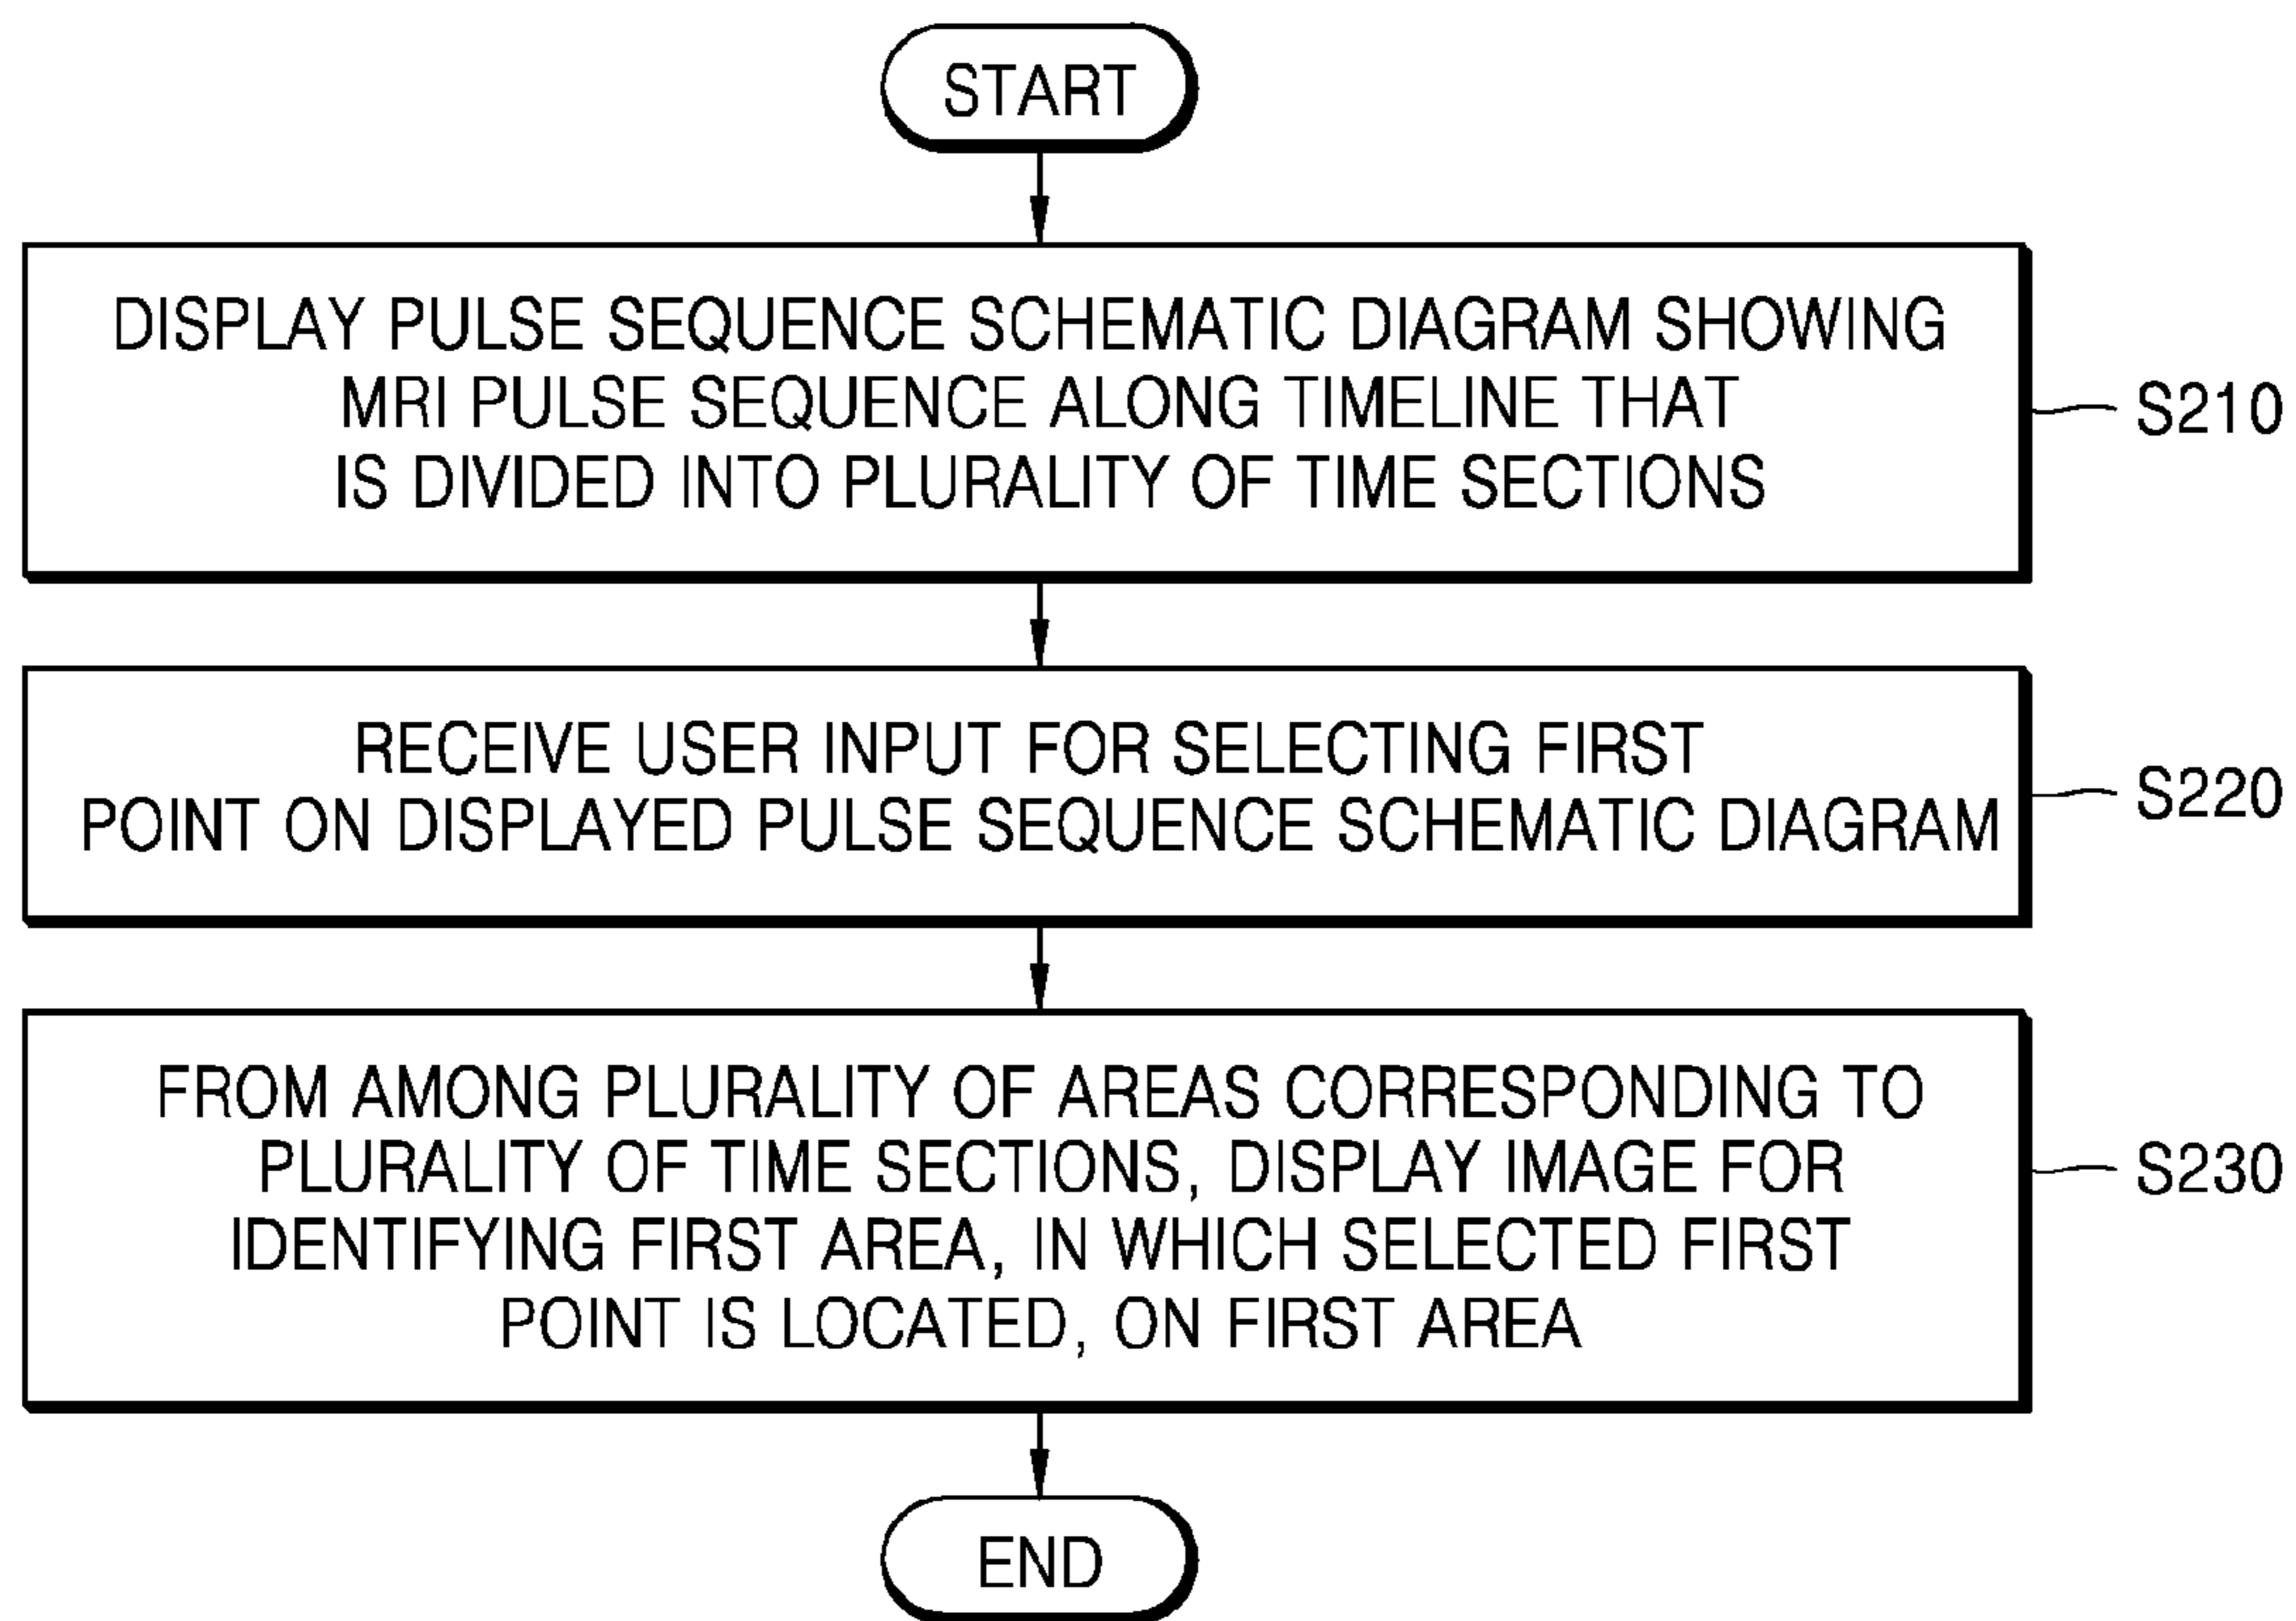 START
DISPLAY PULSE SEQUENCE SCHEMATIC DIAGRAM SHOWING
MRI PULSE SEQUENCE ALONG TIMELINE THAT
IS DIVIDED INTO PLURALITY OF TIME SECTIONS
S210
RECEIVE USER INPUT FOR SELECTING FIRST
POINT ON DISPLAYED PULSE SEQUENCE SCHEMATIC DIAGRAM
S220
FROM AMONG PLURALITY OF AREAS CORRESPONDING TO
PLURALITY OF TIME SECTIONS, DISPLAY IMAGE FOR
IDENTIFYING FIRST AREA, IN WHICH SELECTED FIRST
POINT IS LOCATED, ON FIRST AREA
S230
END